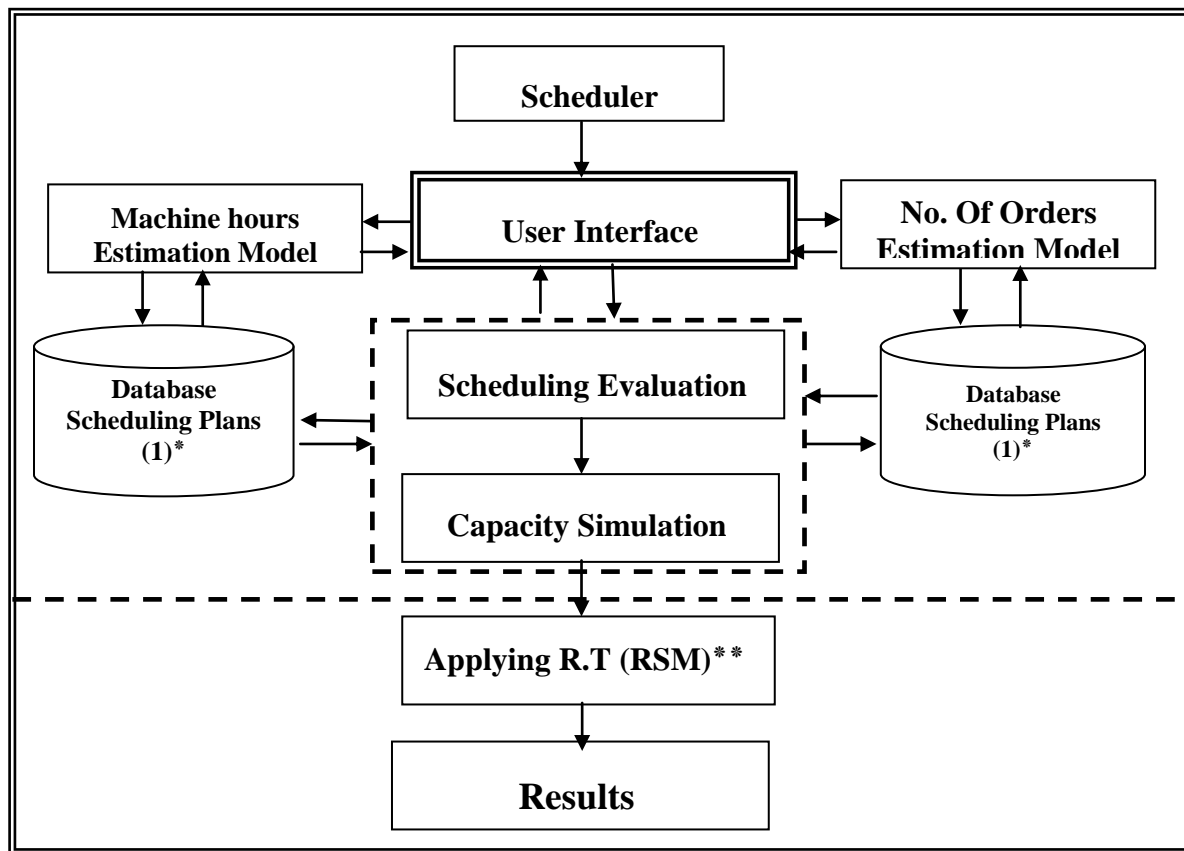 Scheduler
User Interface
Machine hours
Estimation Model
No. Of Orders
Estimation Model
Scheduling Evaluation
Database
Scheduling Plans
(1)*
Database
Scheduling Plans
(1)*
Capacity Simulation
Applying R.T (RSM)**
Results